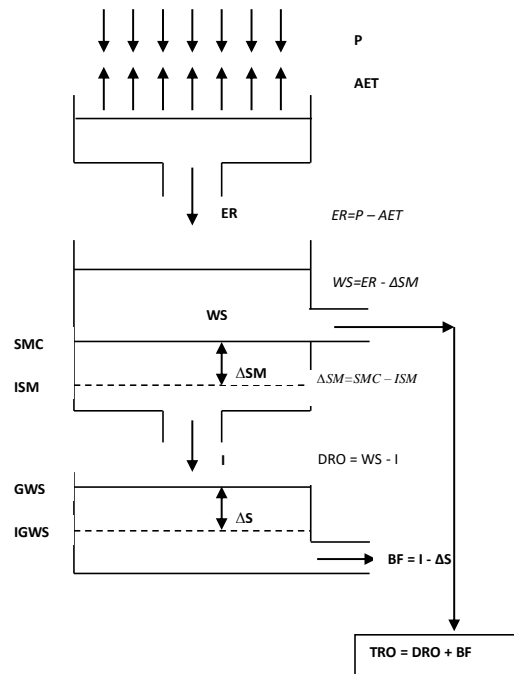 P
AET
ER
ER=P – AET
WS=ER - ΔSM
WS
SMC
ΔSM
ISM
ΔSM=SMC – ISM
I
DRO = WS - I
GWS
ΔS
IGWS
BF = I - ΔS
TRO = DRO + BF